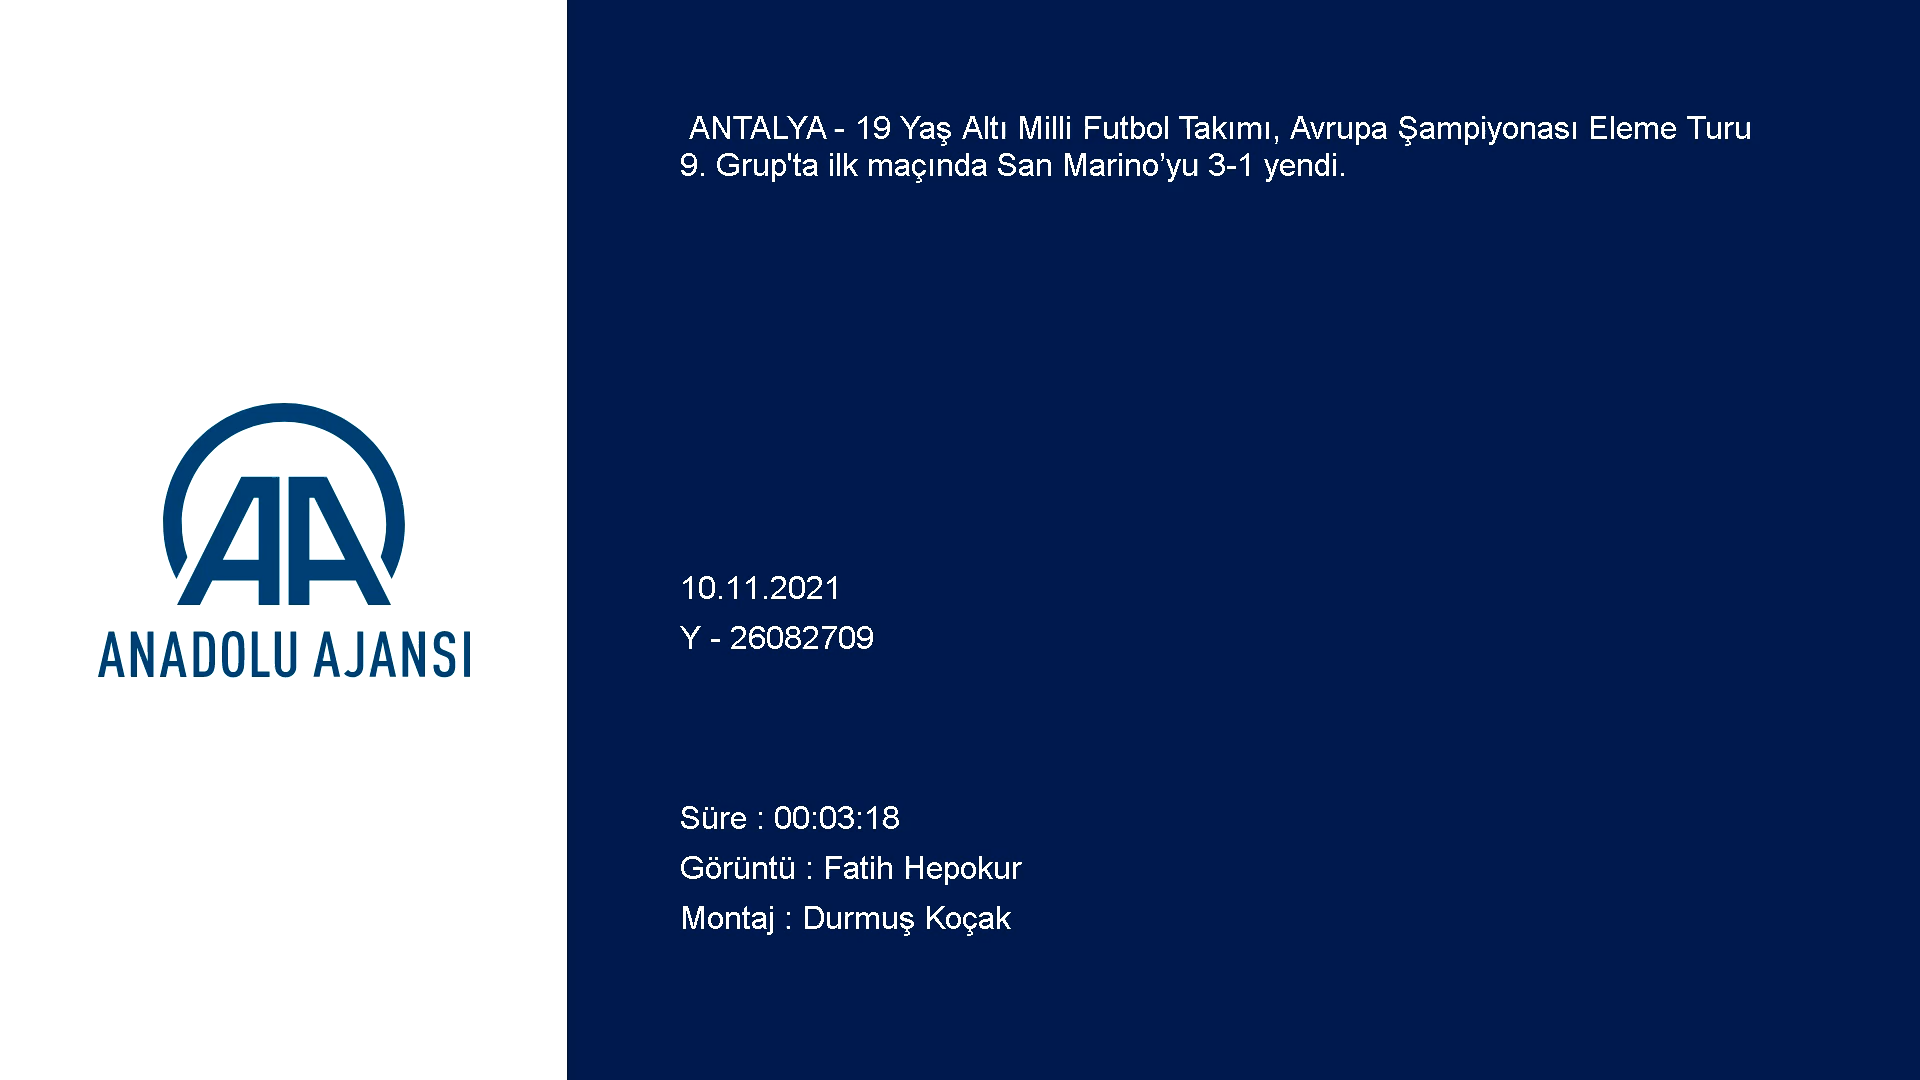 ANTALYA - 19 Yaş Altı Milli Futbol Takımı, Avrupa Şampiyonası Eleme Turu
9. Grup'ta ilk maçında San Marino’yu 3-1 yendi.
AA
ANADOLU AJANSI
10.11.2021
Y - 26082709
Süre : 00:03:18
Görüntü : Fatih Hepokur
Montaj : Durmuş Koçak